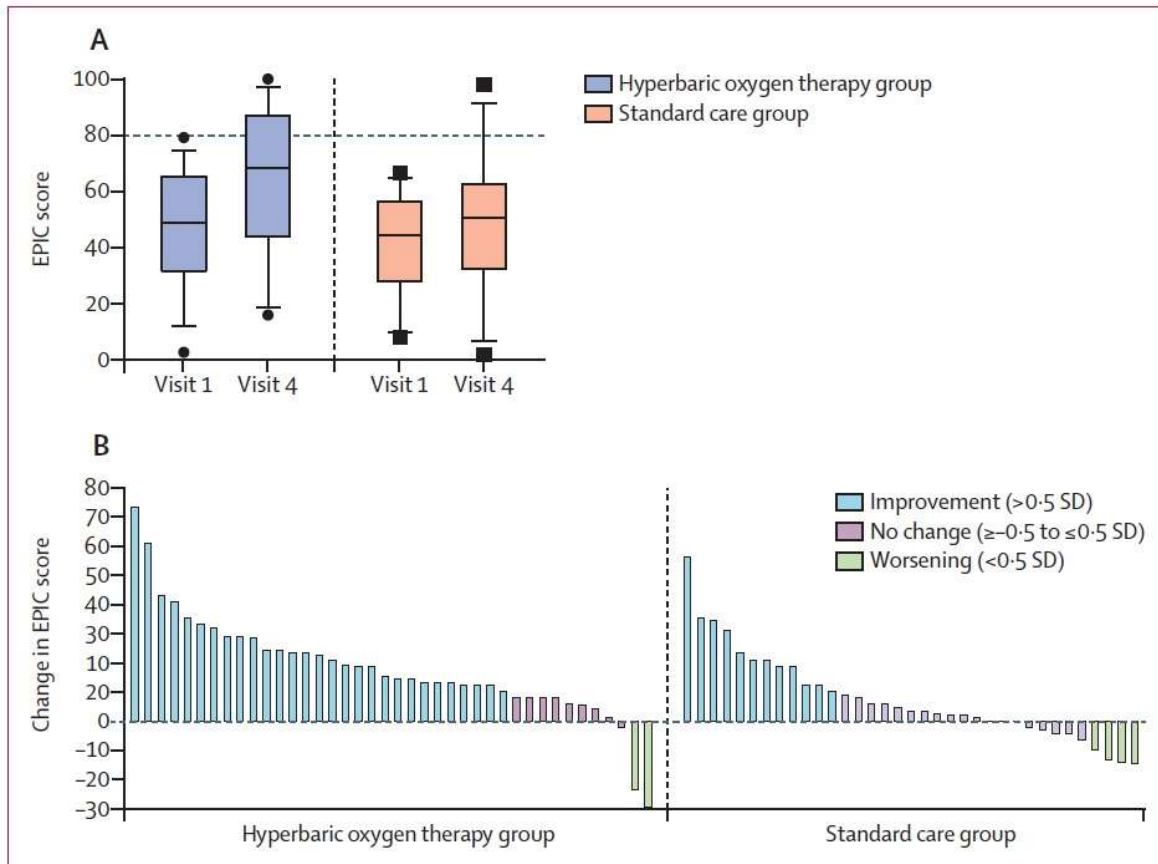 A
100
80
60
40
20
0
EPIC score
Visit 1 Visit 4 Visit 1 Visit 4
Hyperbaric oxygen therapy group
Standard care group
B
80
70
60
50
40
30
10
20
0
–10
–20
–30
Change in EPIC score
Improvement (>0·5 SD)
No change (≥–0·5 to ≤0·5 SD)
Worsening (<0·5 SD)
Hyperbaric oxygen therapy group Standard care group